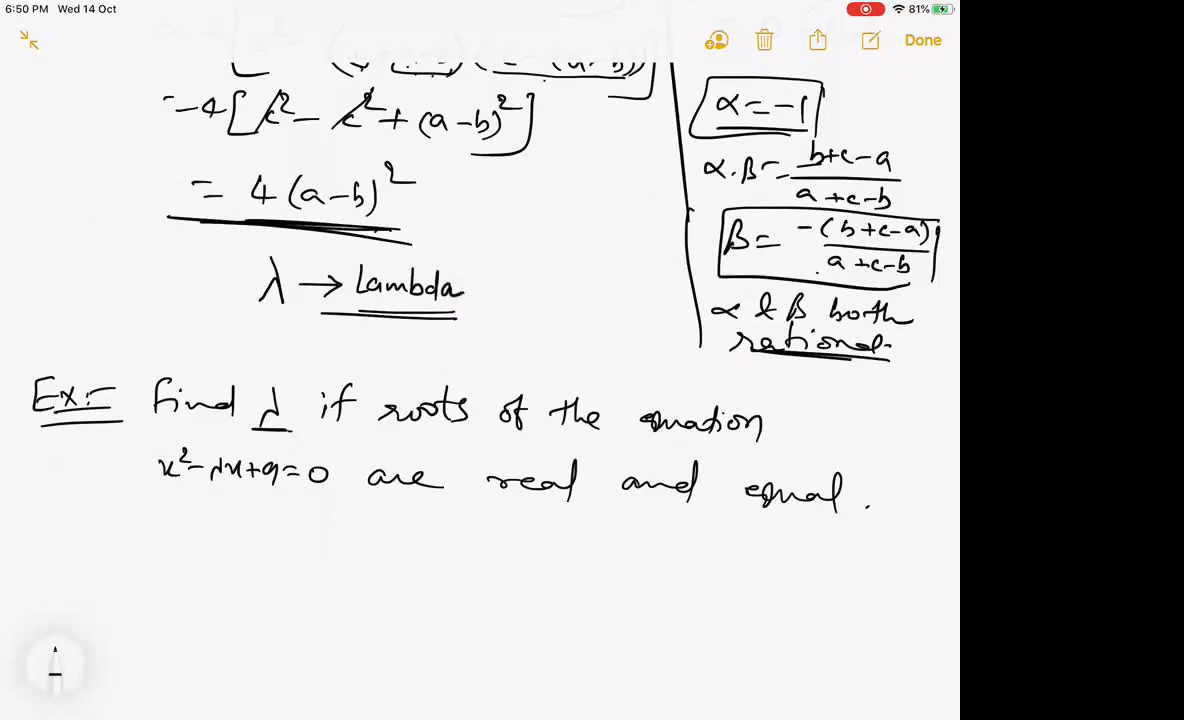 6:50 PM Wed 14 Oct
81%
Done
= -4[c² - c² + (a-b)²]
= 4(a-b)²
λ → Lambda
α = -1
α.β = b+c-a / a+c-b
β = -(b+c-a) / a+c-b
α & β both
rational.
Ex:- Find λ if roots of the equation
x² - λx + 9 = 0 are real and equal.